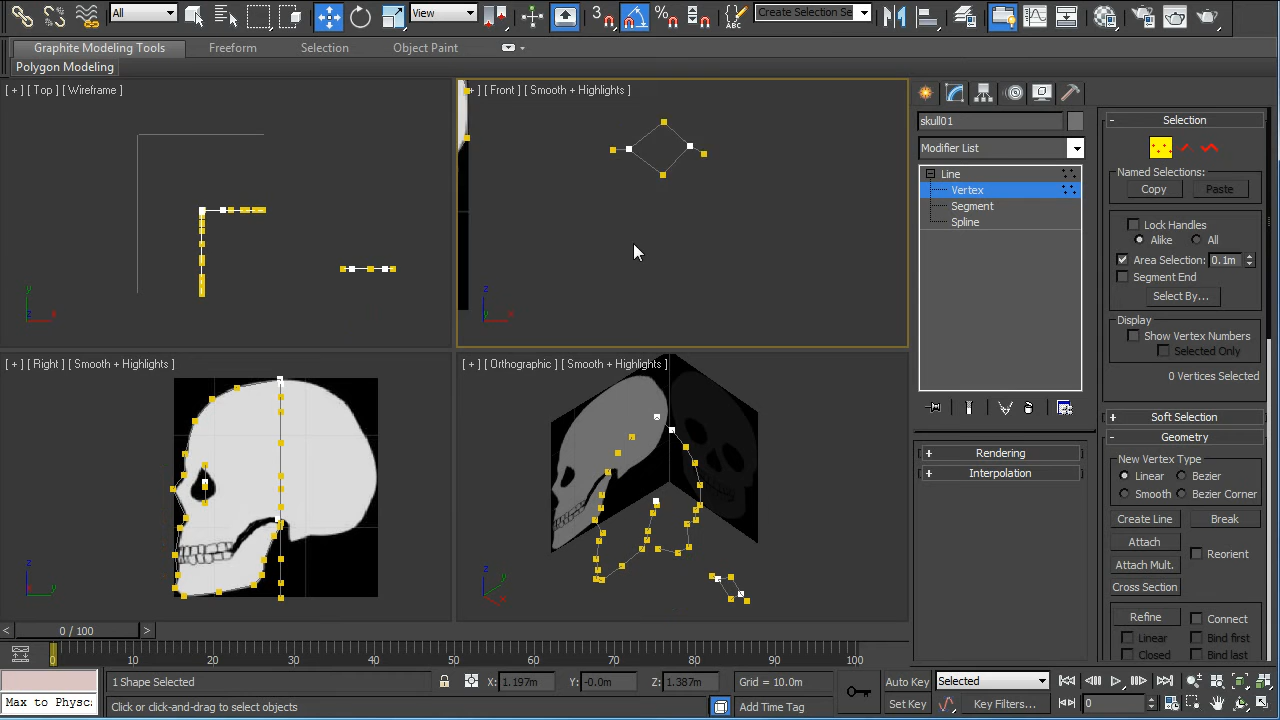 All
View
3
%
ABC
Create Selection Se
Graphite Modeling Tools
Freeform
Selection
Object Paint
Polygon Modeling
[ + ] [ Top ] [ Wireframe ]
[ + ] [ Front ] [ Smooth + Highlights ]
skull01
Modifier List
Line
Vertex
Segment
Spline
Rendering
Interpolation
- Selection
Named Selections:
Copy
Paste
Lock Handles
Alike
All
Area Selection: 0.1m
Segment End
Select By...
Display
Show Vertex Numbers
Selected Only
0 Vertices Selected
+ Soft Selection
- Geometry
New Vertex Type
Linear
Bezier
Smooth
Bezier Corner
Create Line
Break
Attach
Reorient
Attach Mult.
Cross Section
Refine
Connect
Linear
Bind first
Closed
Bind last
[ + ] [ Right ] [ Smooth + Highlights ]
[ + ] [ Orthographic ] [ Smooth + Highlights ]
< 0 / 100 >
0 10 20 30 40 50 60 70 80 90 100
Max to Physc
1 Shape Selected
X: 1.197m
Y: -0.0m
Z: 1.387m
Grid = 10.0m
Click or click-and-drag to select objects
Add Time Tag
Auto Key
Selected
Set Key
Key Filters...
0